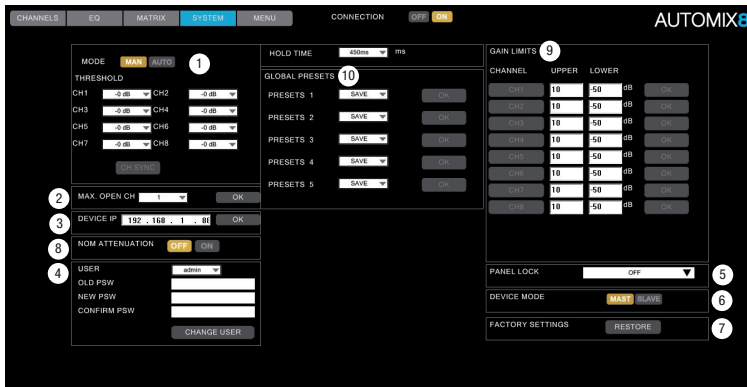 CHANNELS EQ MATRIX SYSTEM MENU CONNECTION OFF ON AUTOMIX8
MODE MAN AUTO 1
THRESHOLD
CH1 -0 dB CH2 -0 dB
CH3 -0 dB CH4 -0 dB
CH5 -0 dB CH6 -0 dB
CH7 -0 dB CH8 -0 dB
CH SYNC
2 MAX. OPEN CH 1 OK
3 DEVICE IP 192 . 168 . 1 . 80 OK
8 NOM ATTENUATION OFF ON
4 USER admin
OLD PSW
NEW PSW
CONFIRM PSW
CHANGE USER
HOLD TIME 450ms ms
GLOBAL PRESETS 10
PRESETS 1 SAVE OK
PRESETS 2 SAVE OK
PRESETS 3 SAVE OK
PRESETS 4 SAVE OK
PRESETS 5 SAVE OK
GAIN LIMITS 9
CHANNEL UPPER LOWER
CH1 10 -50 dB OK
CH2 10 -50 dB OK
CH3 10 -50 dB OK
CH4 10 -50 dB OK
CH5 10 -50 dB OK
CH6 10 -50 dB OK
CH7 10 -50 dB OK
CH8 10 -50 dB OK
PANEL LOCK OFF 5
DEVICE MODE MAST SLAVE 6
FACTORY SETTINGS RESTORE 7